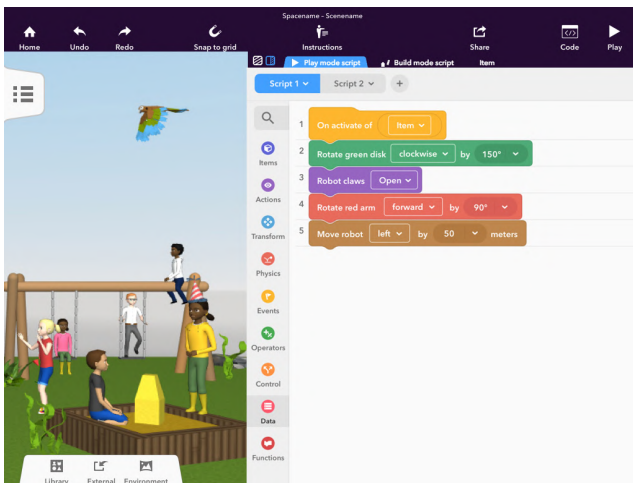 Spacename – Scenename
Home Undo Redo Snap to grid Instructions Share Code Play
Play mode script Build mode script Item
Script 1 Script 2 +
1 On activate of Item
Items
2 Rotate green disk clockwise by 150°
3 Robot claws Open
Actions
4 Rotate red arm forward by 90°
Transform
5 Move robot left by 50 meters
Physics
Events
Operators
Control
Data
Functions
Library External Environment